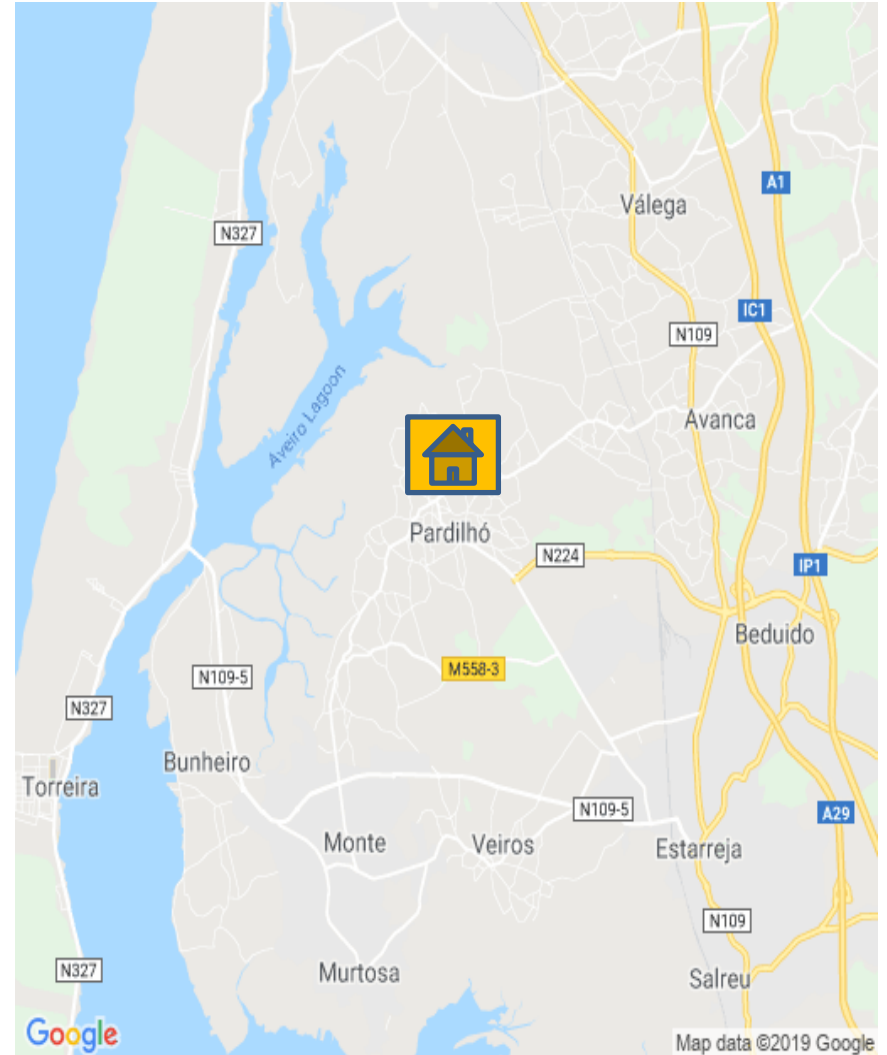 A1
Válega
N327
IC1
N109
Aveiro Lagoon
Avanca
Pardilhó
N224
IP1
Beduido
M558-3
N109-5
N327
Bunheiro
Torreira
N109-5
A29
Monte
Veiros
Estarreja
N109
N327
Murtosa
Salreu
Google
Map data ©2019 Google